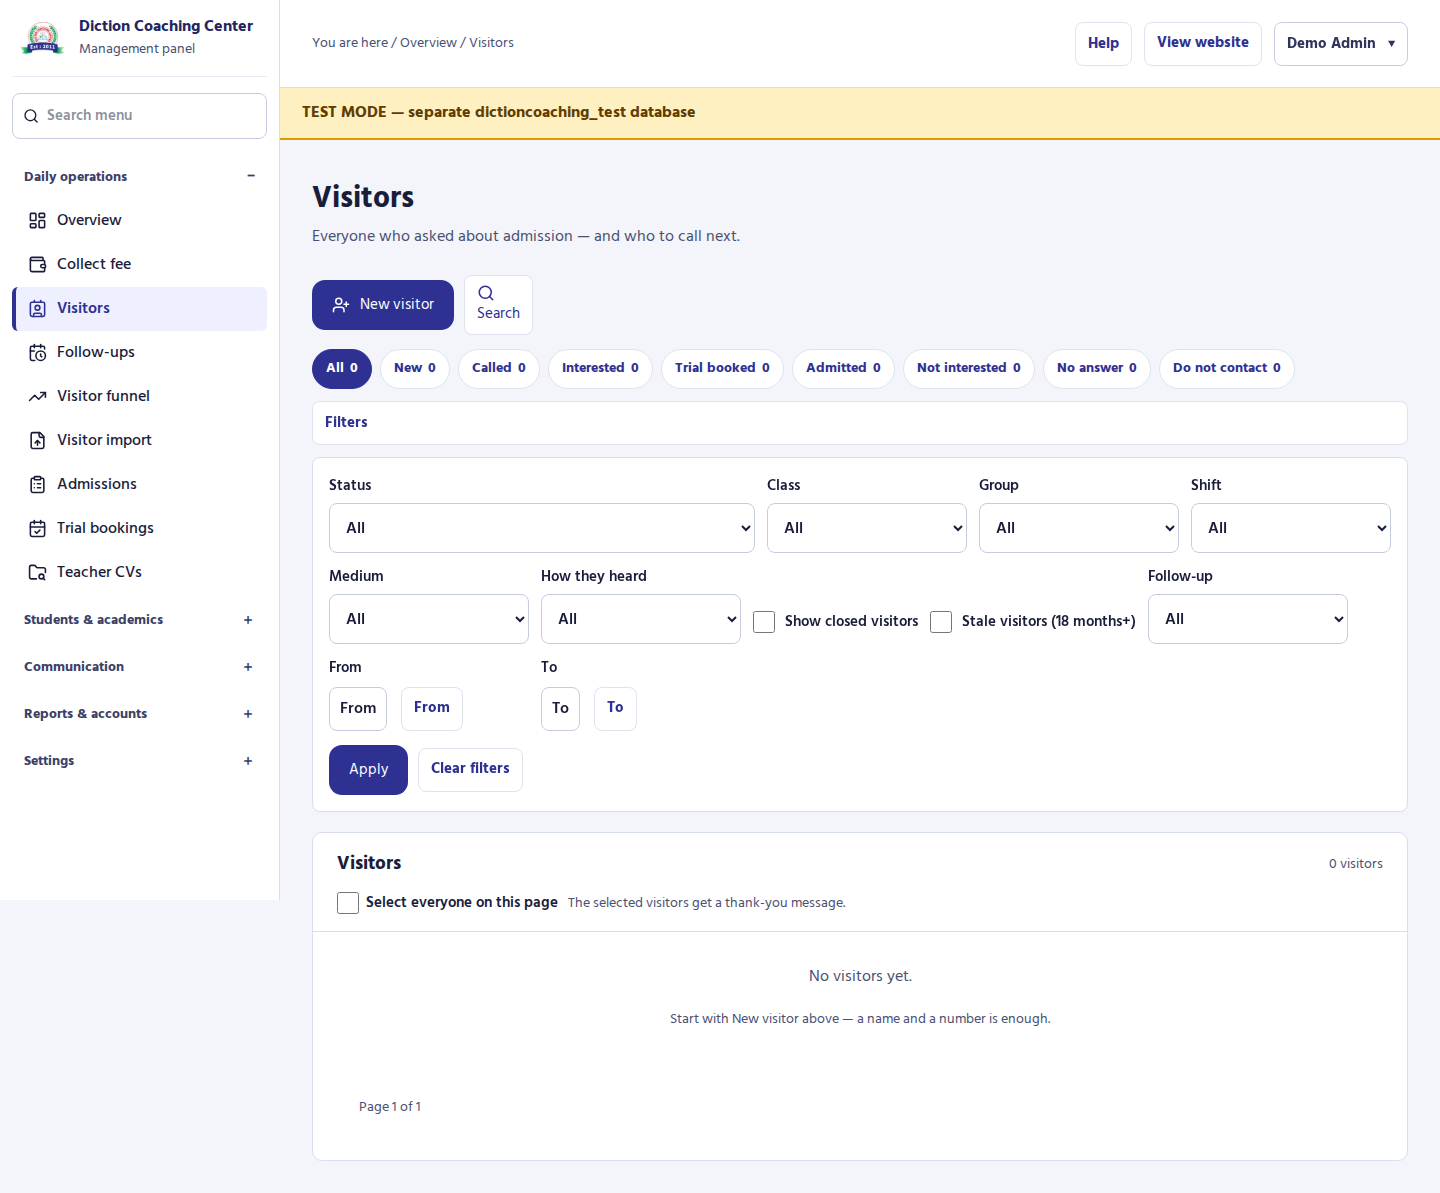 Diction Coaching Center
Management panel
Est : 2011
Search menu
Daily operations −
Overview
Collect fee
Visitors
Follow-ups
Visitor funnel
Visitor import
Admissions
Trial bookings
Teacher CVs
Students & academics +
Communication +
Reports & accounts +
Settings +
You are here / Overview / Visitors
Help View website Demo Admin ▾
TEST MODE — separate dictioncoaching_test database
Visitors
Everyone who asked about admission — and who to call next.
New visitor
Search
All 0 New 0 Called 0 Interested 0 Trial booked 0 Admitted 0 Not interested 0 No answer 0 Do not contact 0
Filters
Status Class Group Shift
All All All All
Medium How they heard Follow-up
All All Show closed visitors Stale visitors (18 months+) All
From To
From From To To
Apply Clear filters
Visitors 0 visitors
Select everyone on this page The selected visitors get a thank-you message.
No visitors yet.
Start with New visitor above — a name and a number is enough.
Page 1 of 1